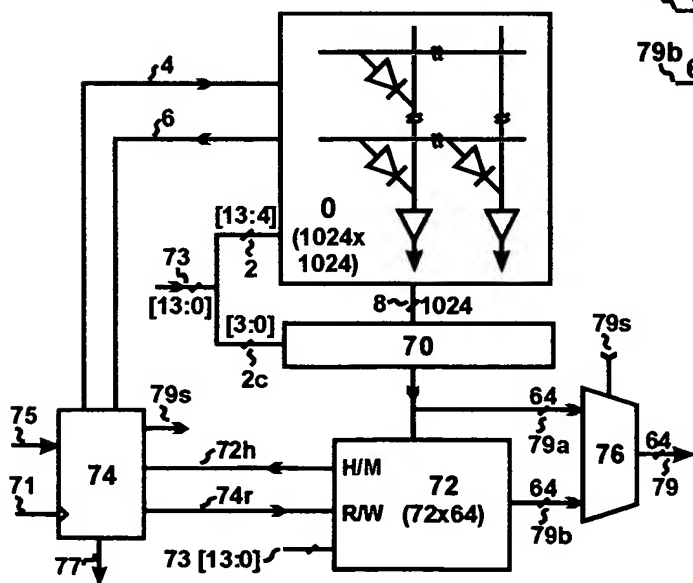 79b
6
4
6
0
(1024x
1024)
[13:4]
2
73
[13:0]
8
1024
[3:0]
2c
70
79s
79s
75
74
72h
H/M
72
(72x64)
64
79a
76
64
79
71
74r
R/W
64
79b
77
73 [13:0]